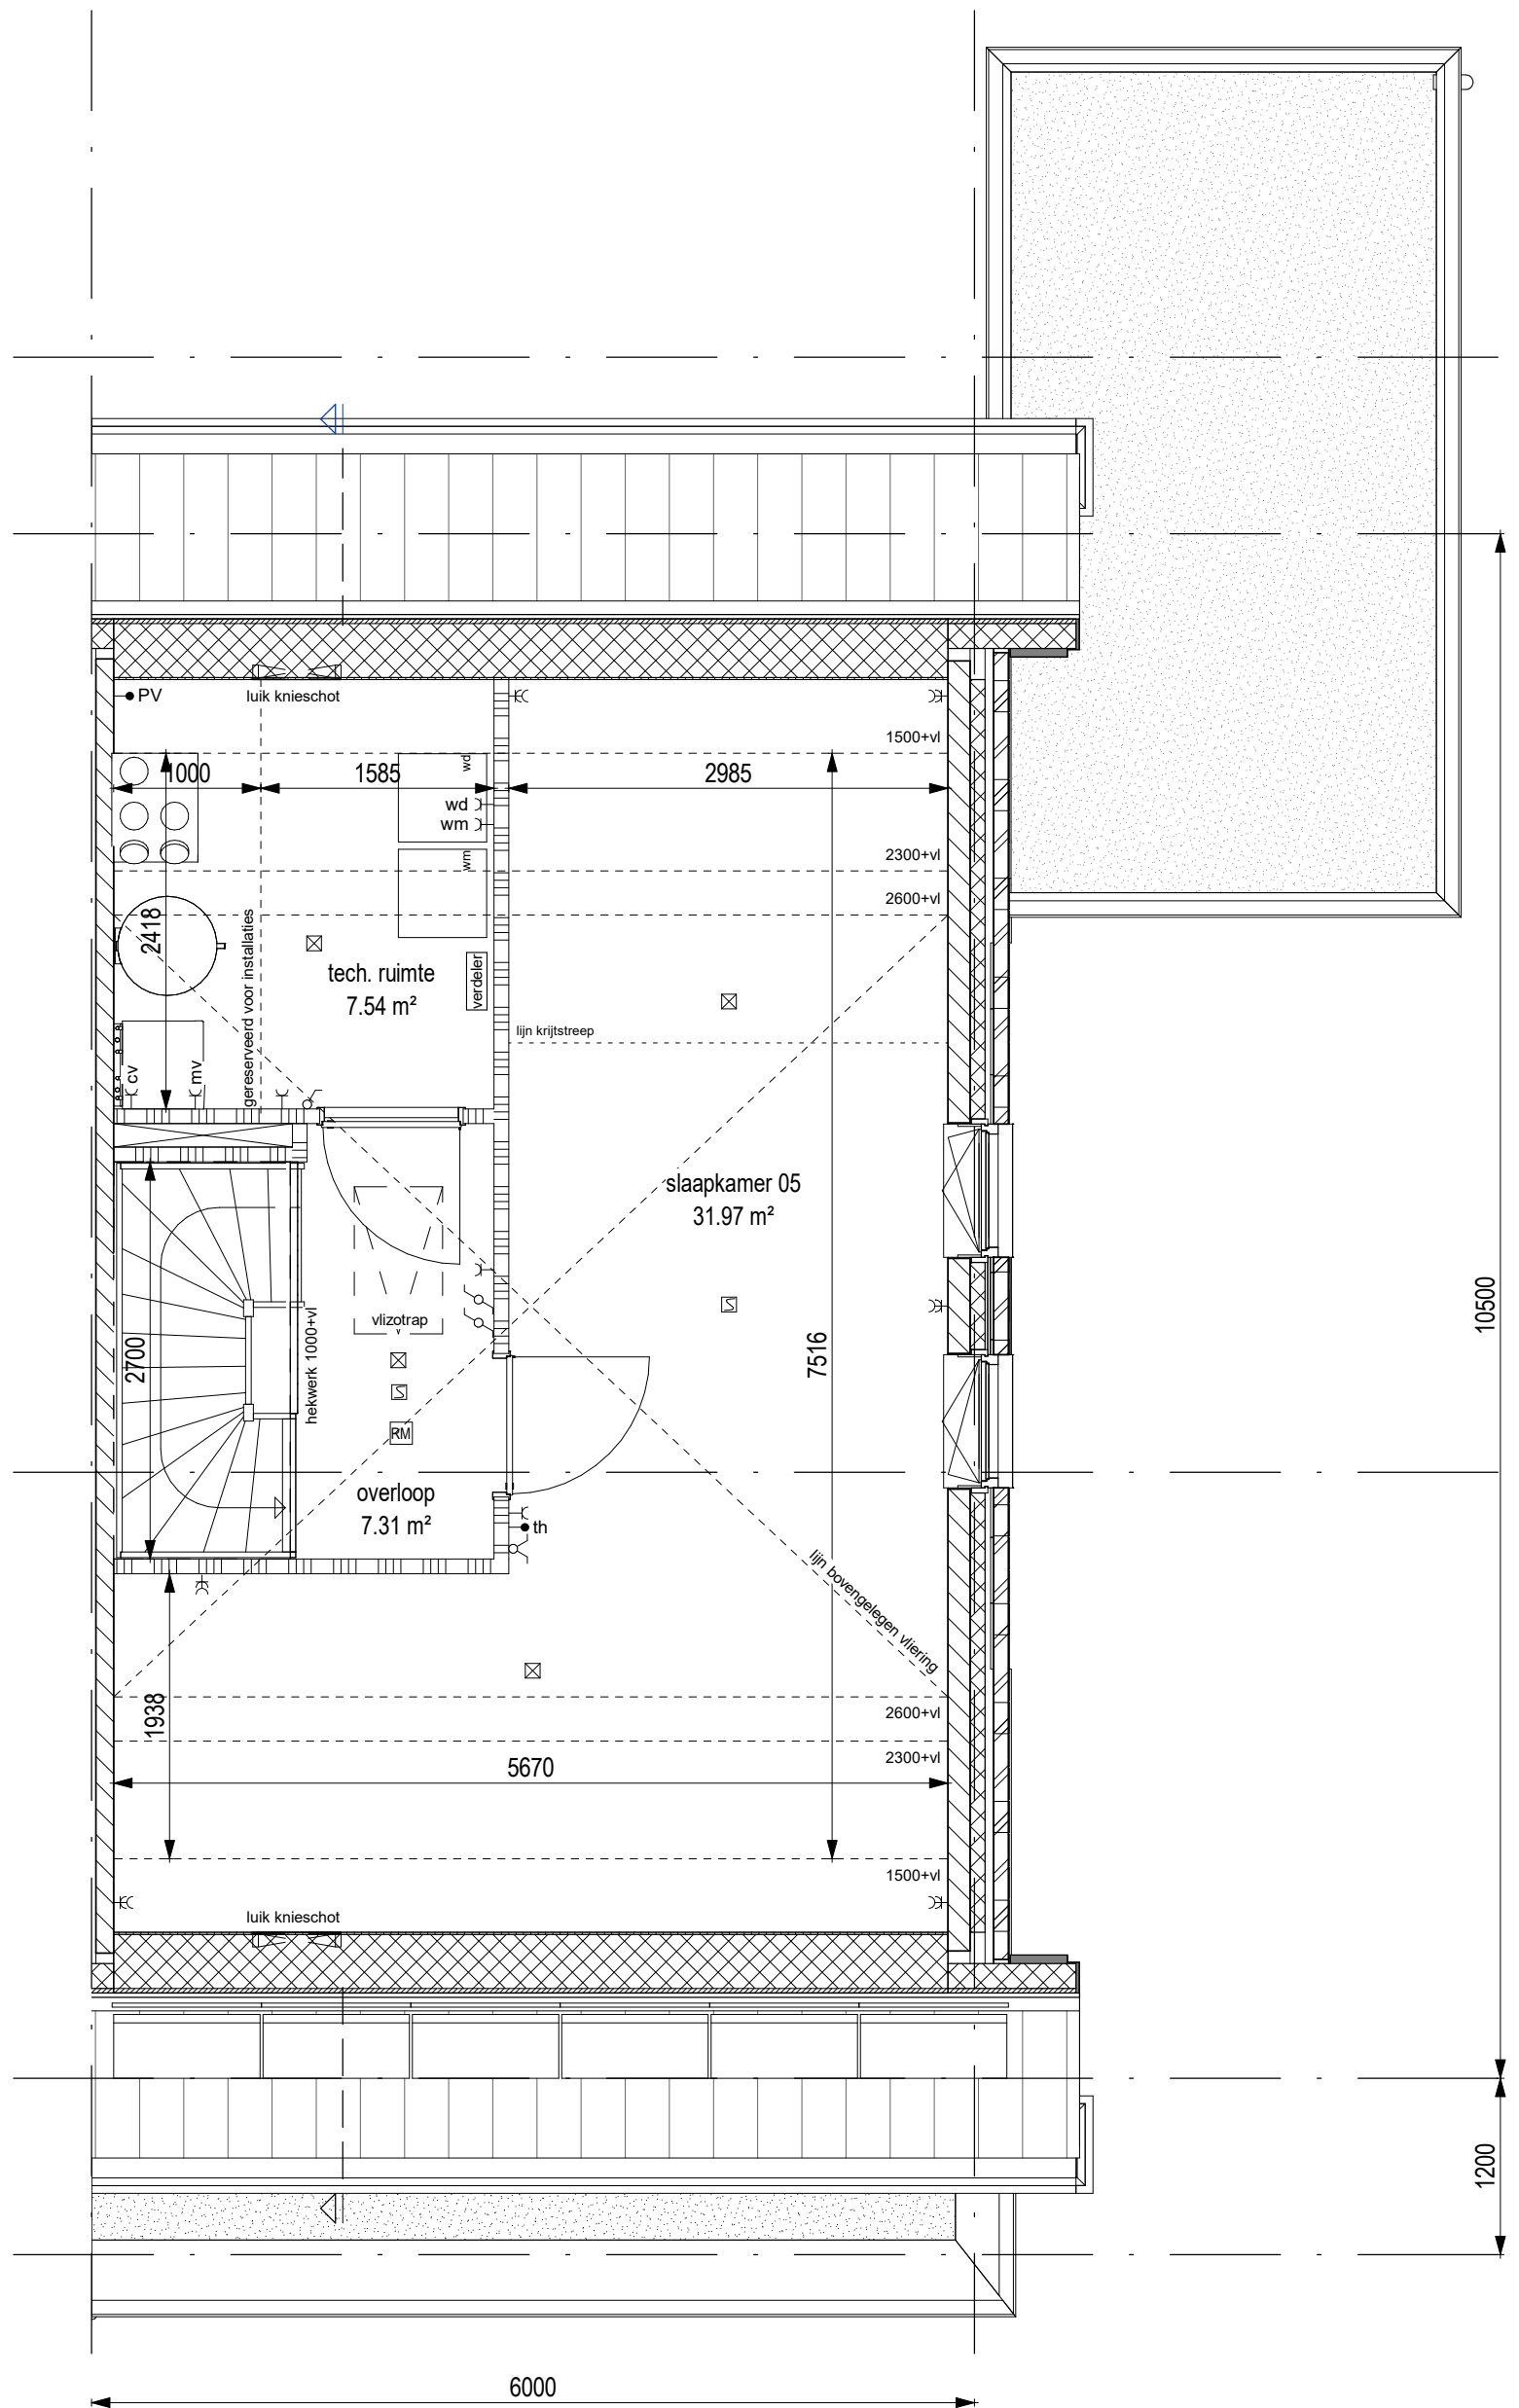 PV
luik knieschot
1500+vl
1000
1585
2985
wd
wd
wm
2300+vl
wm
2600+vl
2418
gereserveerd voor installaties
tech. ruimte
7.54 m²
verdeler
lijn krijtstreep
cv
mv
slaapkamer 05
31.97 m²
10500
vlizotrap
hekwerk 1000+vl
2700
7516
RM
overloop
7.31 m²
th
lijn bovengelegen vliering
1938
2600+vl
2300+vl
5670
1500+vl
luik knieschot
1200
6000